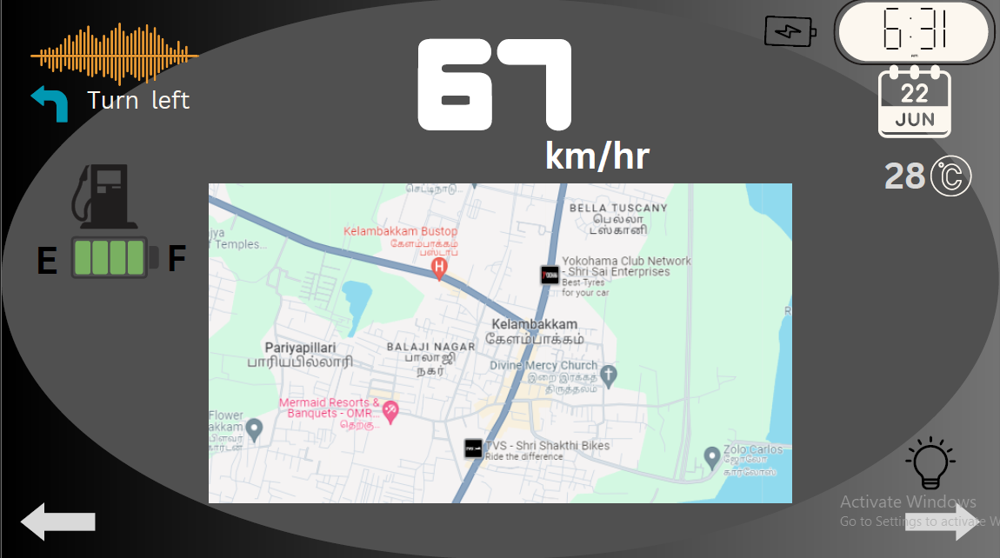 6:31
Turn left
67
km/hr
22
JUN
28 °C
E
F
செட்டிநாடு...
BELLA TUSCANY
பெல்லா
டஸ்கானி
Temples...
Kelambakkam Bustop
கேளம்பாக்கம்
பஸ்டாப்
H
Yokohama Club Network
- Shri Sai Enterprises
Best Tyres
for your car
Kelambakkam
கேளம்பாக்கம்
Pariyapillari
பாரியபில்லாரி
BALAJI NAGAR
பாலாஜி
நகர்
Divine Mercy Church
இறை இரக்கத்
திருத்தலம்
Mermaid Resorts &
Banquets - OMR...
தெற்கு...
Flower
akkam
TVS - Shri Shakthi Bikes
Ride the difference
Zolo Carlos
ஜோலோ
கார்லோஸ்
R
Activate Windows
Go to Settings to activate W